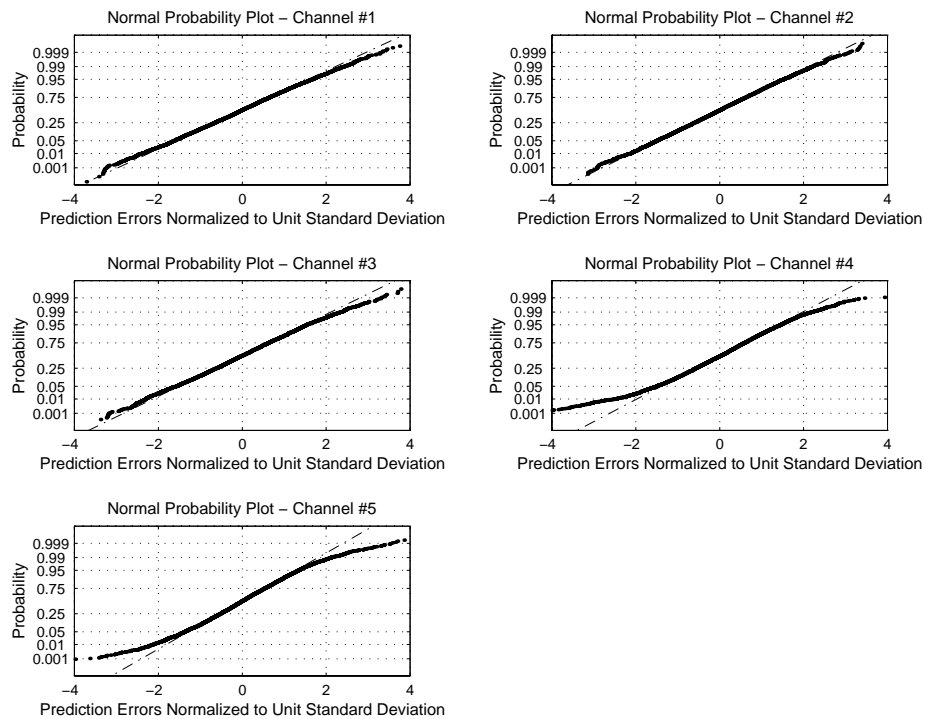 Normal Probability Plot – Channel #1
0.999
0.99
0.95
0.75
0.25
0.05
0.01
0.001
Probability
−4 −2 0 2 4
Prediction Errors Normalized to Unit Standard Deviation
Normal Probability Plot – Channel #2
0.999
0.99
0.95
0.75
0.25
0.05
0.01
0.001
Probability
−4 −2 0 2 4
Prediction Errors Normalized to Unit Standard Deviation
Normal Probability Plot – Channel #3
0.999
0.99
0.95
0.75
0.25
0.05
0.01
0.001
Probability
−4 −2 0 2 4
Prediction Errors Normalized to Unit Standard Deviation
Normal Probability Plot – Channel #4
0.999
0.99
0.95
0.75
0.25
0.05
0.01
0.001
Probability
−4 −2 0 2 4
Prediction Errors Normalized to Unit Standard Deviation
Normal Probability Plot – Channel #5
0.999
0.99
0.95
0.75
0.25
0.05
0.01
0.001
Probability
−4 −2 0 2 4
Prediction Errors Normalized to Unit Standard Deviation